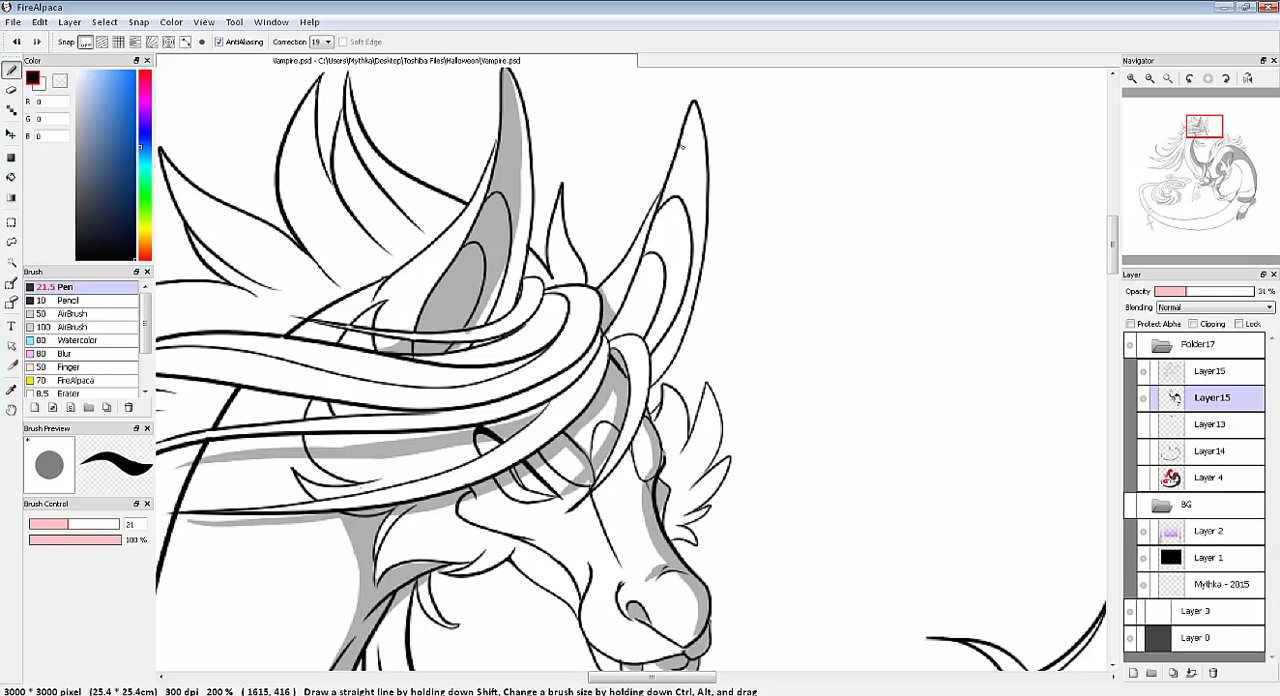 FireAlpaca
File Edit Layer Select Snap Color View Tool Window Help
Snap OFF AntiAliasing Correction 19 Soft Edge
Color
Vampire.psd - C:\Users\Mythka\Desktop\Toshiba Files\Halloween\Vampire.psd
Navigator
R 0
G 0
B 0
Brush
21.5 Pen
10 Pencil
50 AirBrush
100 AirBrush
80 Watercolor
80 Blur
50 Finger
70 FireAlpaca
8.5 Eraser
Brush Preview
Brush Control
21
100 %
Layer
Opacity 31 %
Blending Normal
Protect Alpha Clipping Lock
Folder17
Layer15
Layer15
Layer13
Layer14
Layer 4
BG
Layer 2
Layer 1
Mythka - 2015
Layer 3
Layer 0
3000 * 3000 pixel (25.4 * 25.4cm) 300 dpi 200 % ( 1615, 416 ) Draw a straight line by holding down Shift, Change a brush size by holding down Ctrl, Alt, and drag